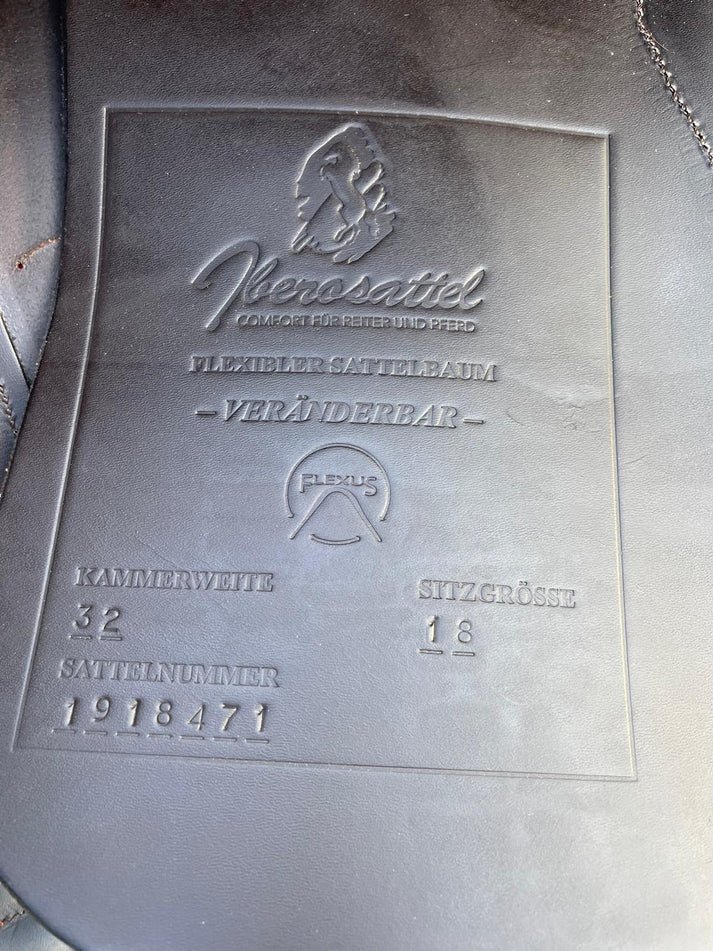 Iberosattel
COMFORT FÜR REITER UND PFERD
FLEXIBLER SATTELBAUM
– VERÄNDERBAR –
FLEXUS
KAMMERWEITE
32
SITZGRÖSSE
18
SATTELNUMMER
1918471